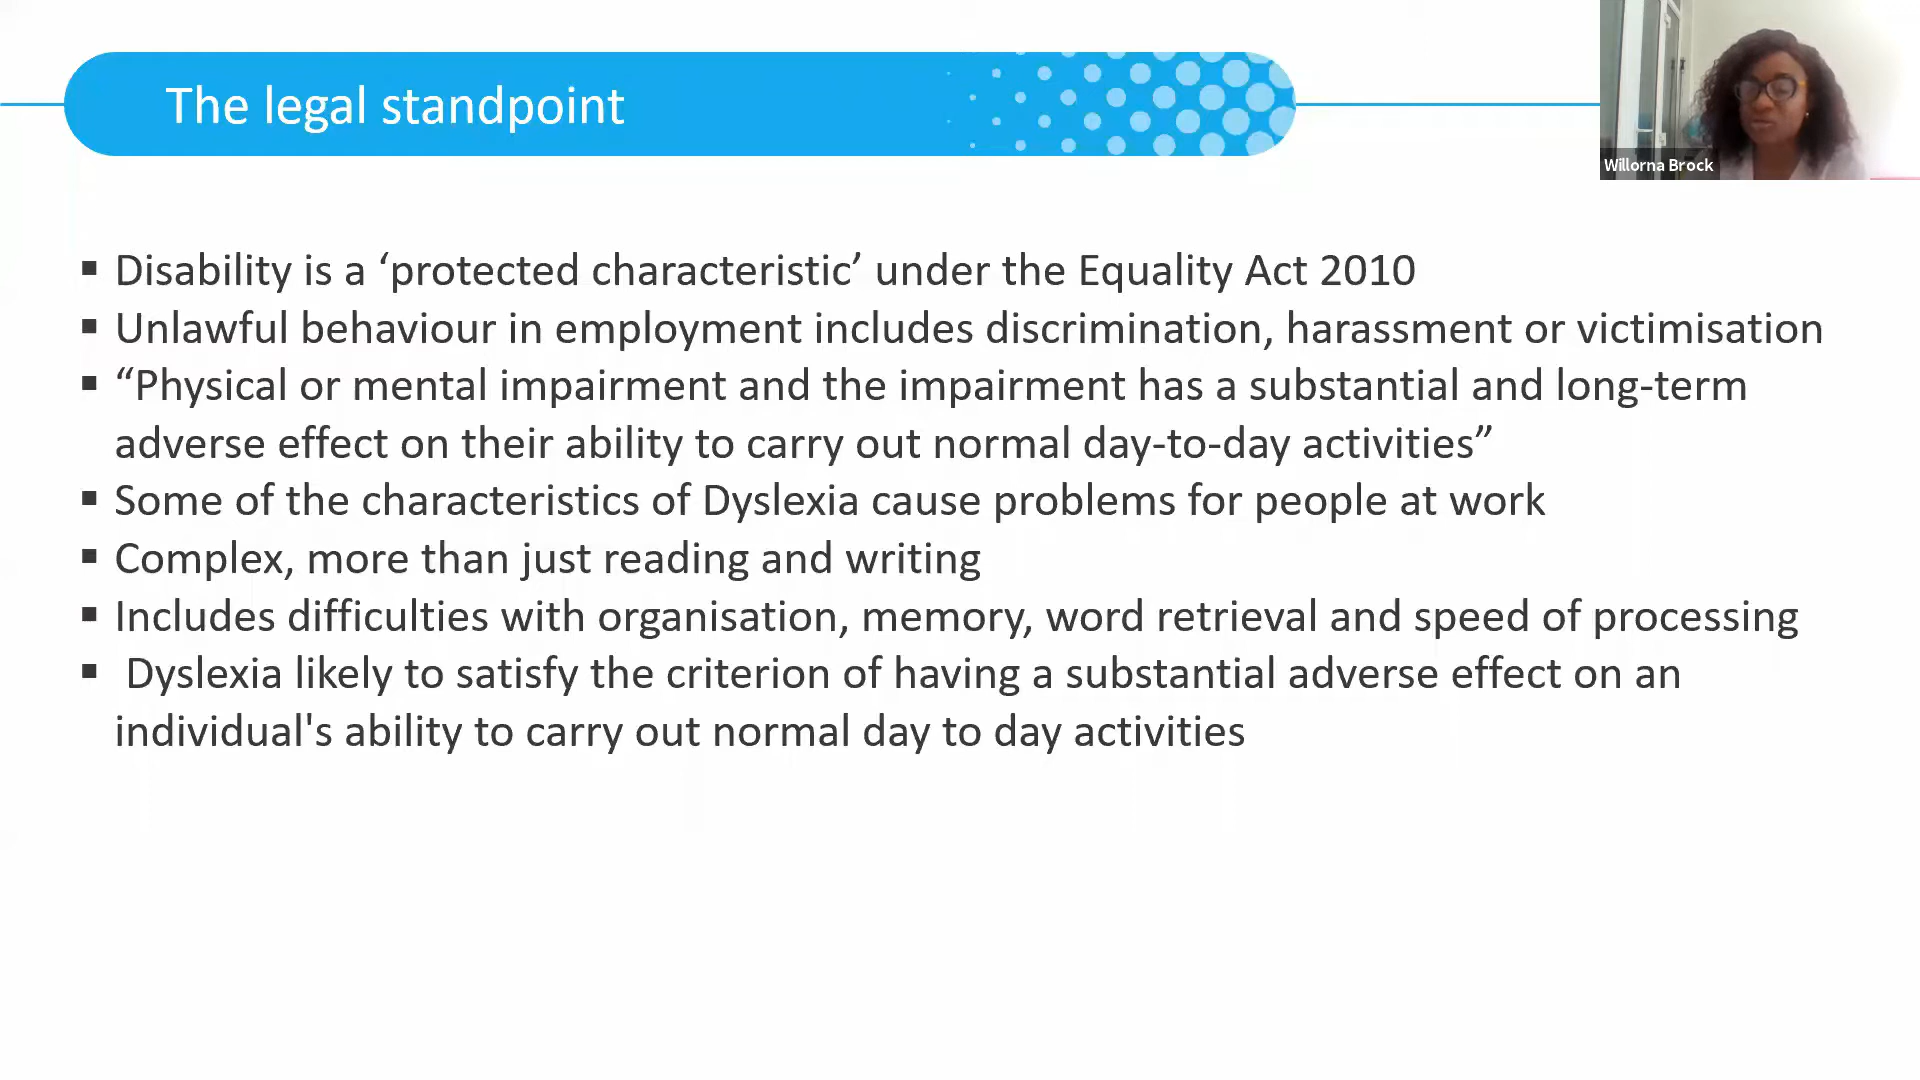 The legal standpoint
Willorna Brock
▪ Disability is a ‘protected characteristic’ under the Equality Act 2010
▪ Unlawful behaviour in employment includes discrimination, harassment or victimisation
▪ “Physical or mental impairment and the impairment has a substantial and long-term
adverse effect on their ability to carry out normal day-to-day activities”
▪ Some of the characteristics of Dyslexia cause problems for people at work
▪ Complex, more than just reading and writing
▪ Includes difficulties with organisation, memory, word retrieval and speed of processing
▪ Dyslexia likely to satisfy the criterion of having a substantial adverse effect on an
individual's ability to carry out normal day to day activities